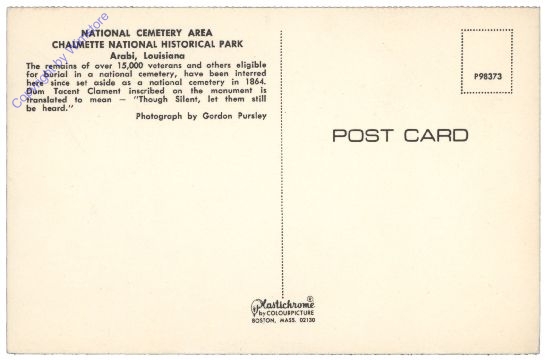 NATIONAL CEMETERY AREA
CHALMETTE NATIONAL HISTORICAL PARK
Arabi, Louisiana
The remains of over 15,000 veterans and others eligible
for burial in a national cemetery, have been interred
here since set aside as a national cemetery in 1864.
Dum Tacent Clament inscribed on the monument is
translated to mean — "Though Silent, let them still
be heard."
Photograph by Gordon Pursley
P98373
POST CARD
Plastichrome®
by COLOURPICTURE
BOSTON, MASS. 02130